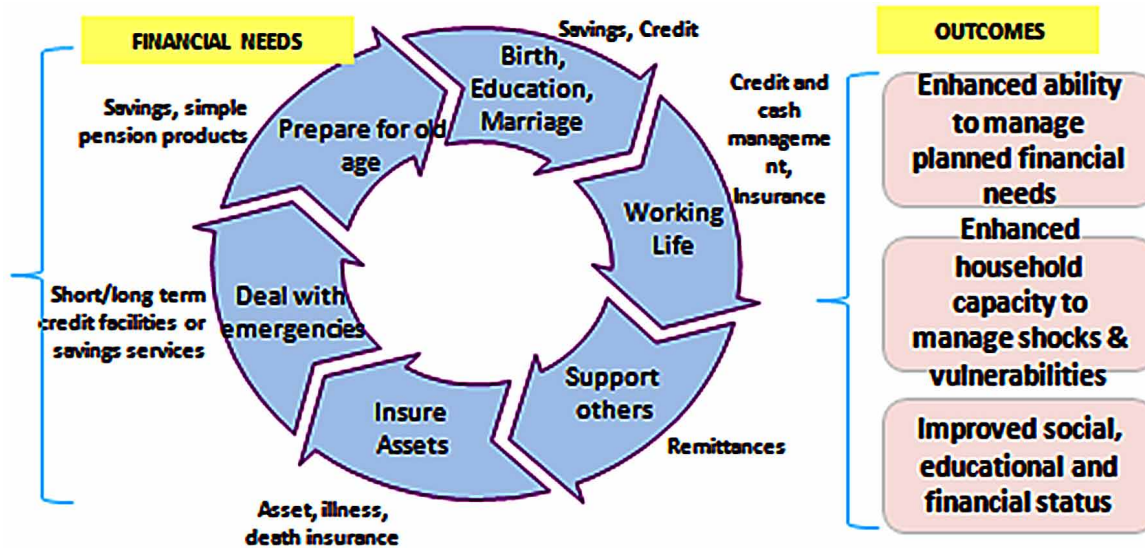 FINANCIAL NEEDS
Savings, Credit
OUTCOMES
Birth,
Education,
Marriage
Credit and
cash
manageme
nt,
Insurance
Working
Life
Support
others
Remittances
Insure
Assets
Asset, illness,
death insurance
Deal with
emergencies
Short/long term
credit facilities or
savings services
Prepare for old
age
Savings, simple
pension products
Enhanced ability
to manage
planned financial
needs
Enhanced
household
capacity to
manage shocks &
vulnerabilities
Improved social,
educational and
financial status